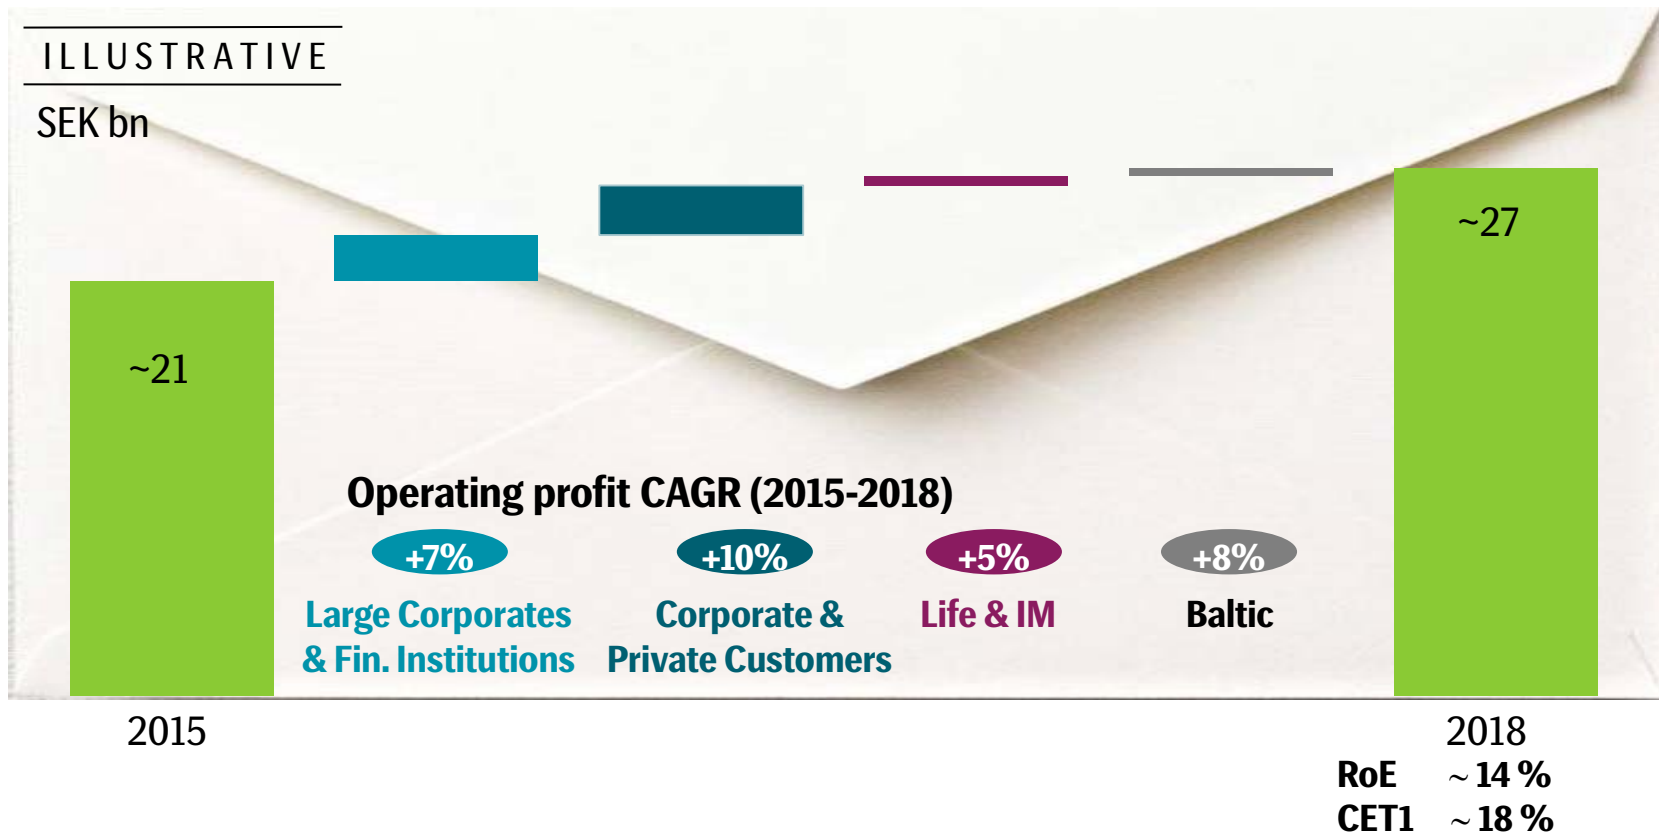 ILLUSTRATIVE
SEK bn
~21
~27
Operating profit CAGR (2015-2018)
+7% +10% +5% +8%
Large Corporates & Fin. Institutions
Corporate & Private Customers
Life & IM
Baltic
2015
2018
RoE ~ 14 %
CET1 ~ 18 %